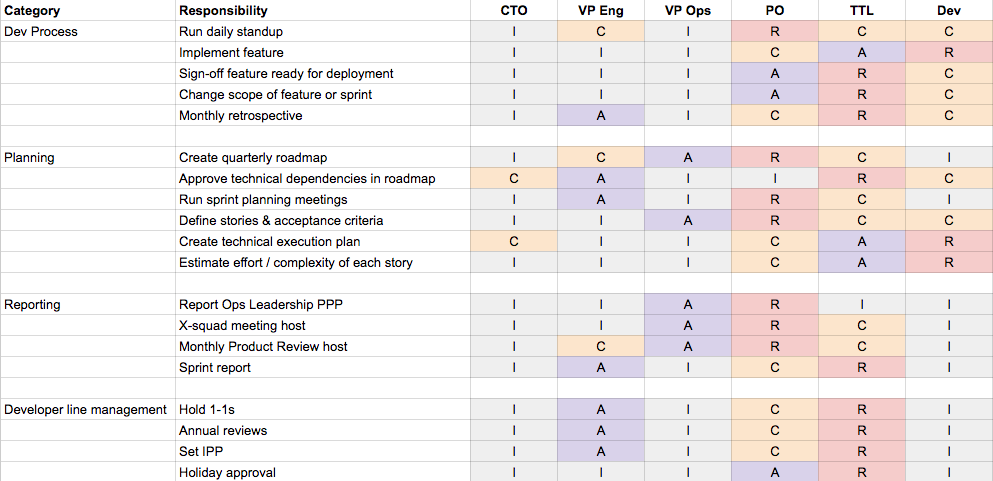 Category Responsibility CTO VP Eng VP Ops PO TTL Dev
Dev Process Run daily standup I C I R C C
Implement feature I I I C A R
Sign-off feature ready for deployment I I I A R C
Change scope of feature or sprint I I I A R C
Monthly retrospective I A I C R C
Planning Create quarterly roadmap I C A R C I
Approve technical dependencies in roadmap C A I I R C
Run sprint planning meetings I A I R C I
Define stories & acceptance criteria I I A R C C
Create technical execution plan C I I C A R
Estimate effort / complexity of each story I I I C A R
Reporting Report Ops Leadership PPP I I A R I I
X-squad meeting host I I A R C I
Monthly Product Review host I C A R C I
Sprint report I A I C R I
Developer line management Hold 1-1s I A I C R I
Annual reviews I A I C R I
Set IPP I A I C R I
Holiday approval I I I A R I